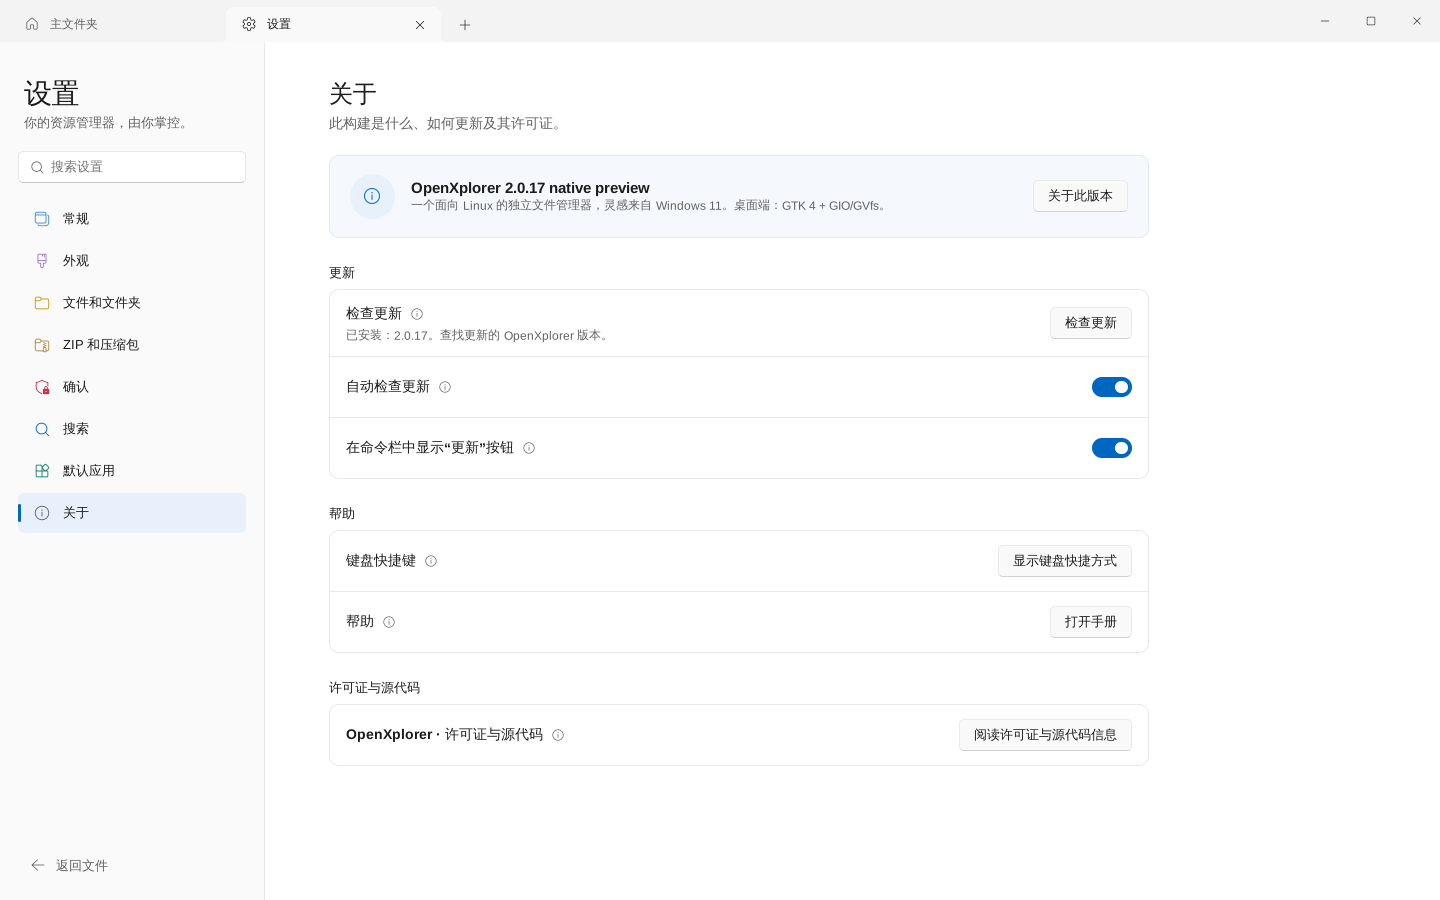 主文件夹
设置
设置
你的资源管理器，由你掌控。
搜索设置
常规
外观
文件和文件夹
ZIP 和压缩包
确认
搜索
默认应用
关于
返回文件
关于
此构建是什么、如何更新及其许可证。
OpenXplorer 2.0.17 native preview
一个面向 Linux 的独立文件管理器，灵感来自 Windows 11。桌面端：GTK 4 + GIO/GVfs。
关于此版本
更新
检查更新
已安装：2.0.17。查找更新的 OpenXplorer 版本。
检查更新
自动检查更新
在命令栏中显示“更新”按钮
帮助
键盘快捷键
显示键盘快捷方式
帮助
打开手册
许可证与源代码
OpenXplorer · 许可证与源代码
阅读许可证与源代码信息